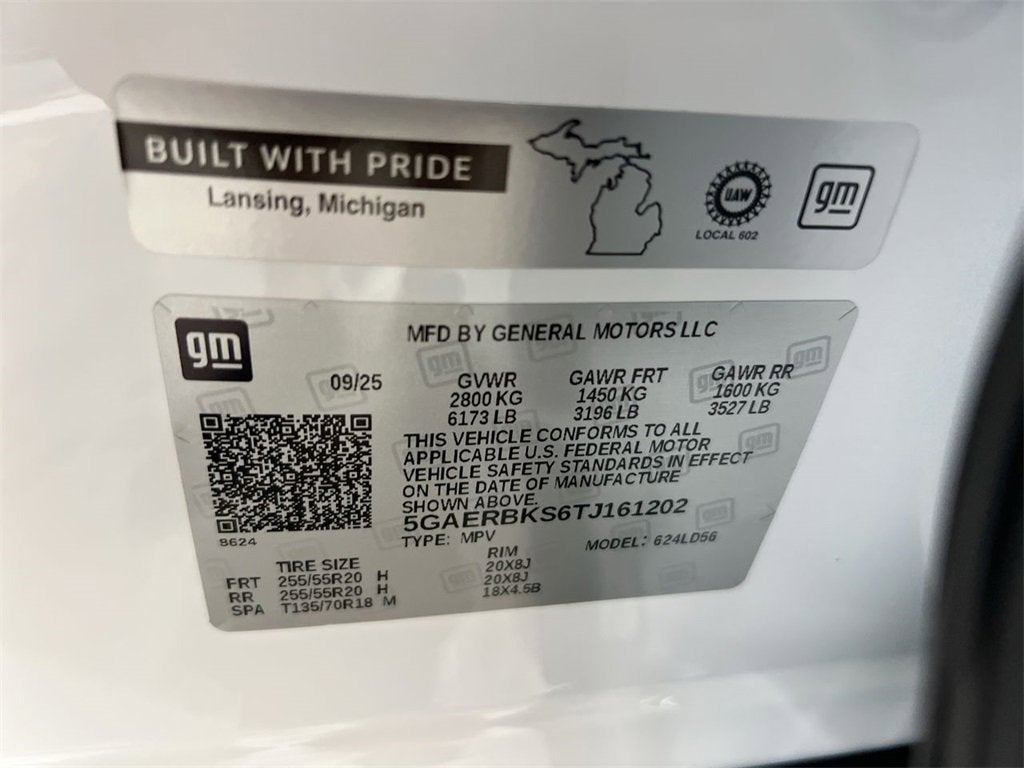 BUILT WITH PRIDE
Lansing, Michigan
UAW
LOCAL 602
gm
gm
MFD BY GENERAL MOTORS LLC
09/25
GVWR
2800 KG
6173 LB
GAWR FRT
1450 KG
3196 LB
GAWR RR
1600 KG
3527 LB
THIS VEHICLE CONFORMS TO ALL
APPLICABLE U.S. FEDERAL MOTOR
VEHICLE SAFETY STANDARDS IN EFFECT
ON THE DATE OF MANUFACTURE
SHOWN ABOVE.
5GAERBKS6TJ161202
TYPE: MPV MODEL: 624LD56
8624
TIRE SIZE RIM
FRT 255/55R20 H 20X8J
RR 255/55R20 H 20X8J
SPA T135/70R18 M 18X4.5B